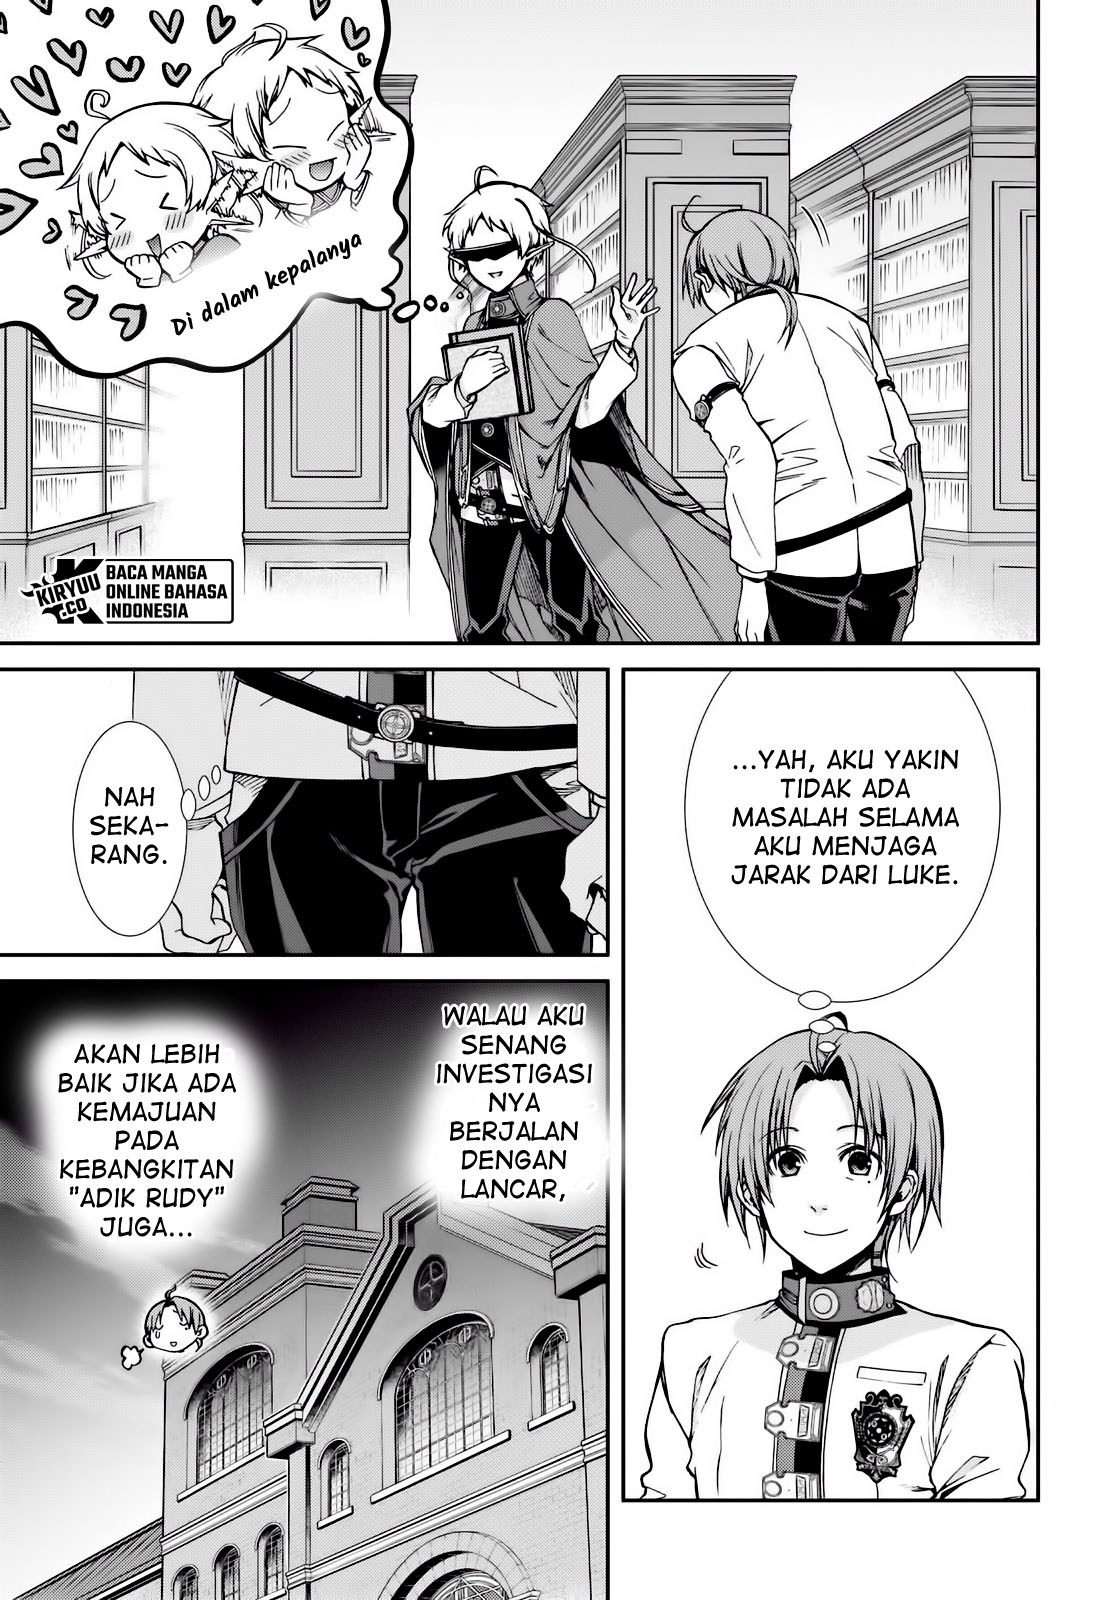 Di dalam kepalanya
KIRYUU
.CO
BACA MANGA
ONLINE BAHASA
INDONESIA
...YAH, AKU YAKIN
TIDAK ADA
MASALAH SELAMA
AKU MENJAGA
JARAK DARI LUKE.
NAH
SEKA-
RANG.
WALAU AKU
SENANG
INVESTIGASI
NYA
BERJALAN
DENGAN
LANCAR,
AKAN LEBIH
BAIK JIKA ADA
KEMAJUAN
PADA
KEBANGKITAN
"ADIK RUDY"
JUGA...